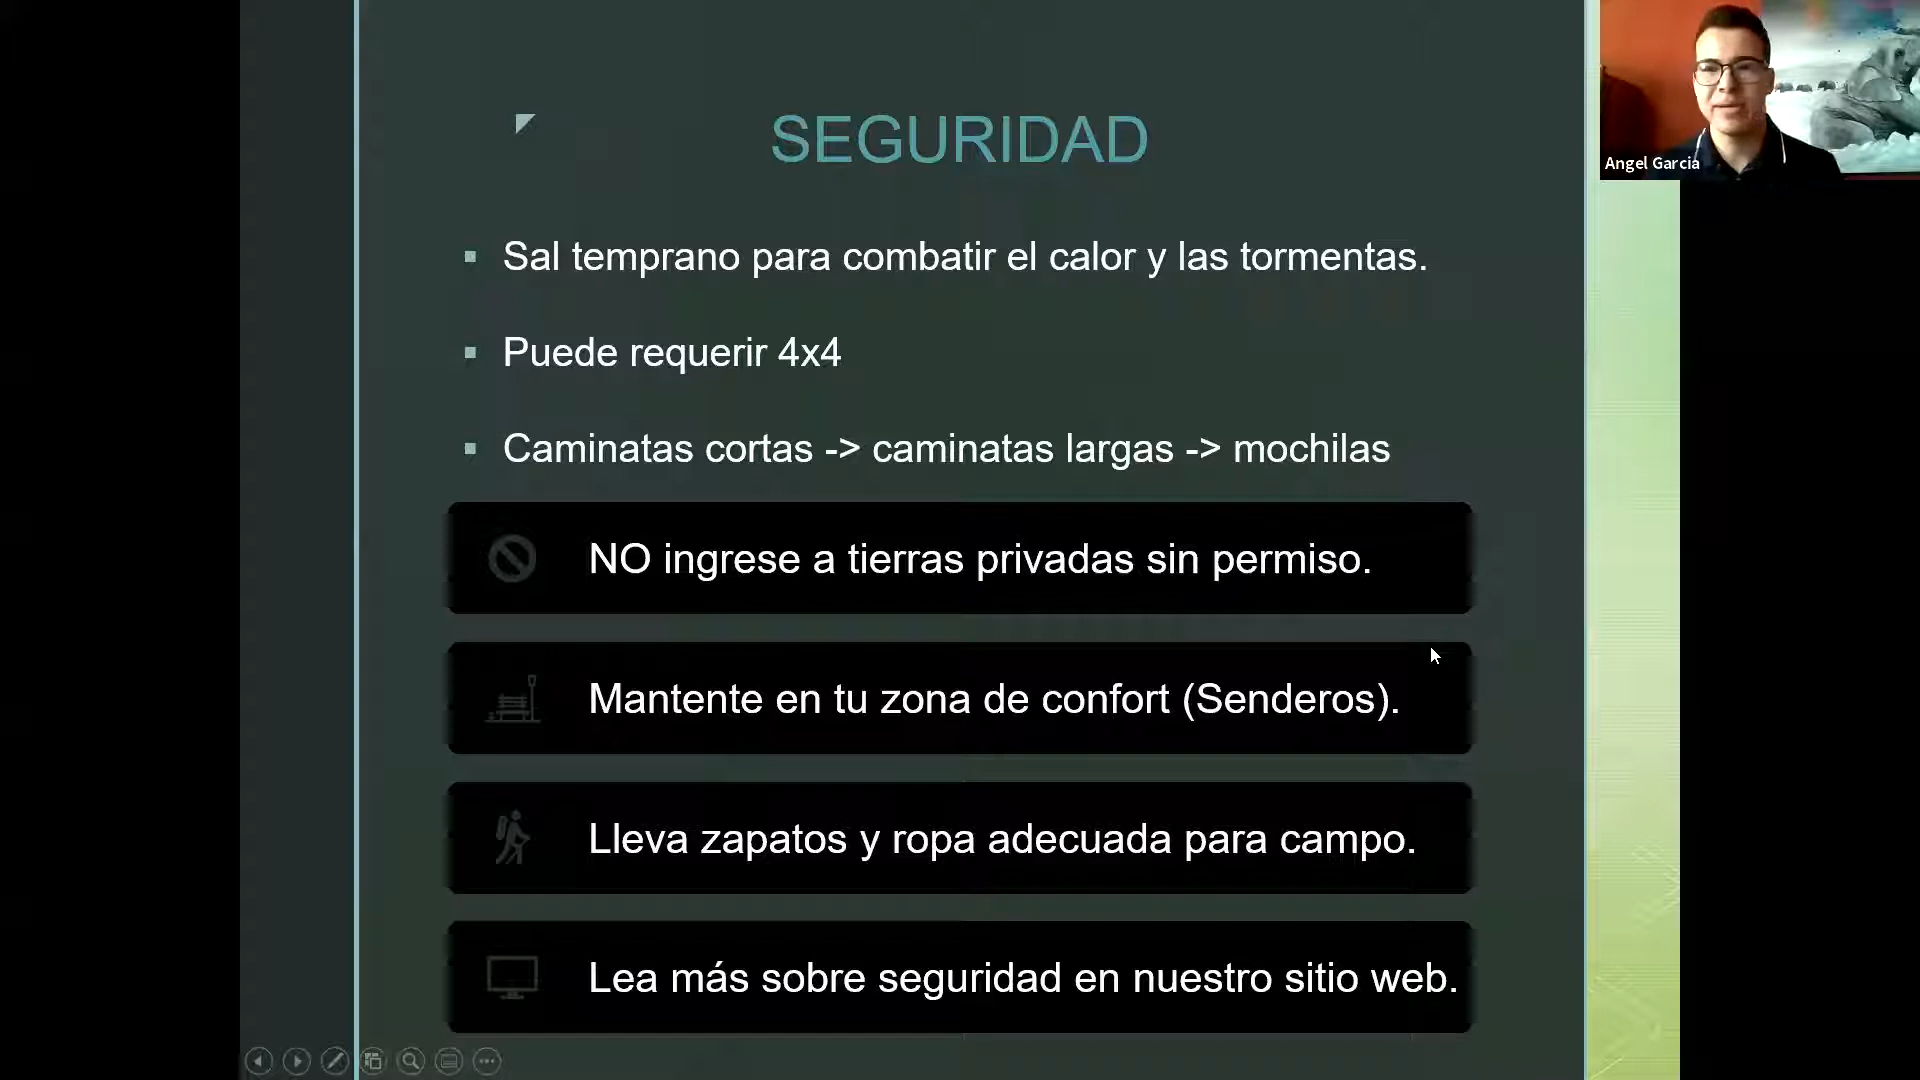 SEGURIDAD
Sal temprano para combatir el calor y las tormentas.
Puede requerir 4x4
Caminatas cortas -> caminatas largas -> mochilas
NO ingrese a tierras privadas sin permiso.
Mantente en tu zona de confort (Senderos).
Lleva zapatos y ropa adecuada para campo.
Lea más sobre seguridad en nuestro sitio web.
Angel Garcia